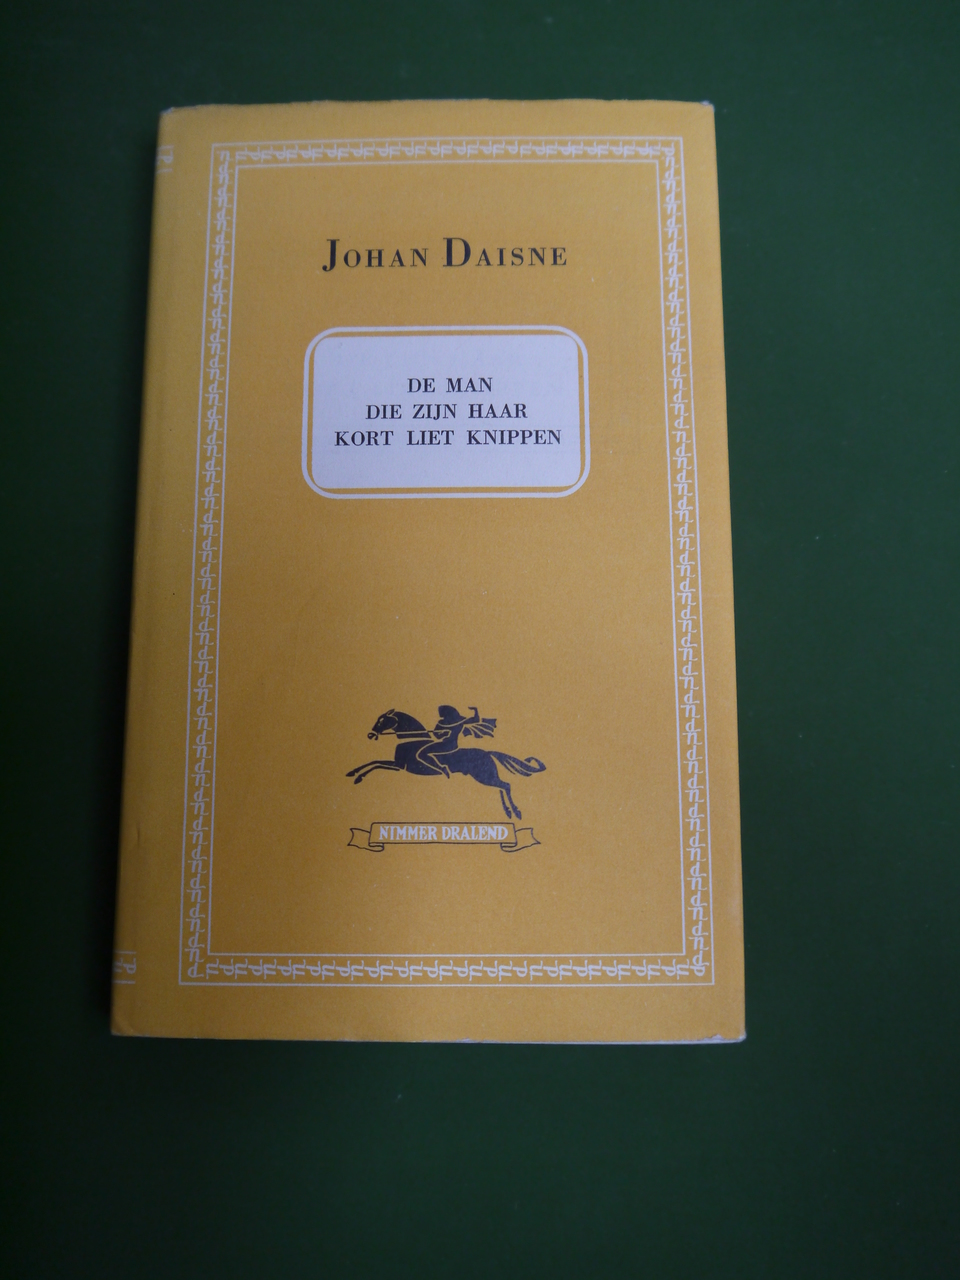 JOHAN DAISNE
DE MAN
DIE ZIJN HAAR
KORT LIET KNIPPEN
NIMMER DRALEND